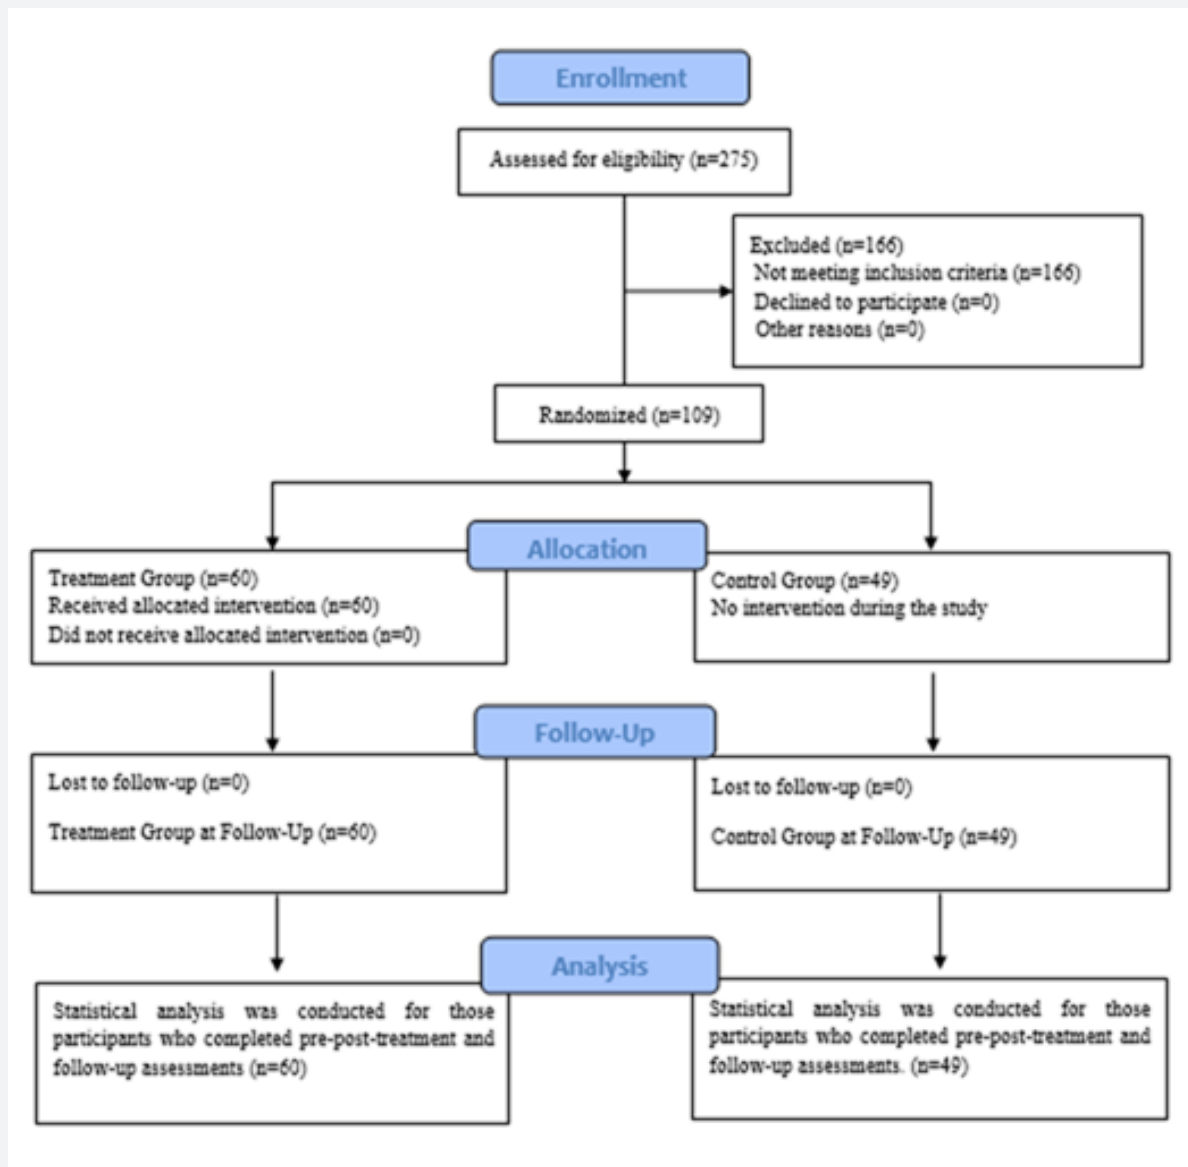 Enrollment
Assessed for eligibility (n=275)
Excluded (n=166)
Not meeting inclusion criteria (n=166)
Declined to participate (n=0)
Other reasons (n=0)
Randomized (n=109)
Allocation
Treatment Group (n=60)
Received allocated intervention (n=60)
Did not receive allocated intervention (n=0)
Control Group (n=49)
No intervention during the study
Follow-Up
Lost to follow-up (n=0)
Treatment Group at Follow-Up (n=60)
Lost to follow-up (n=0)
Control Group at Follow-Up (n=49)
Analysis
Statistical analysis was conducted for those
participants who completed pre-post-treatment and
follow-up assessments (n=60)
Statistical analysis was conducted for those
participants who completed pre-post-treatment and
follow-up assessments. (n=49)